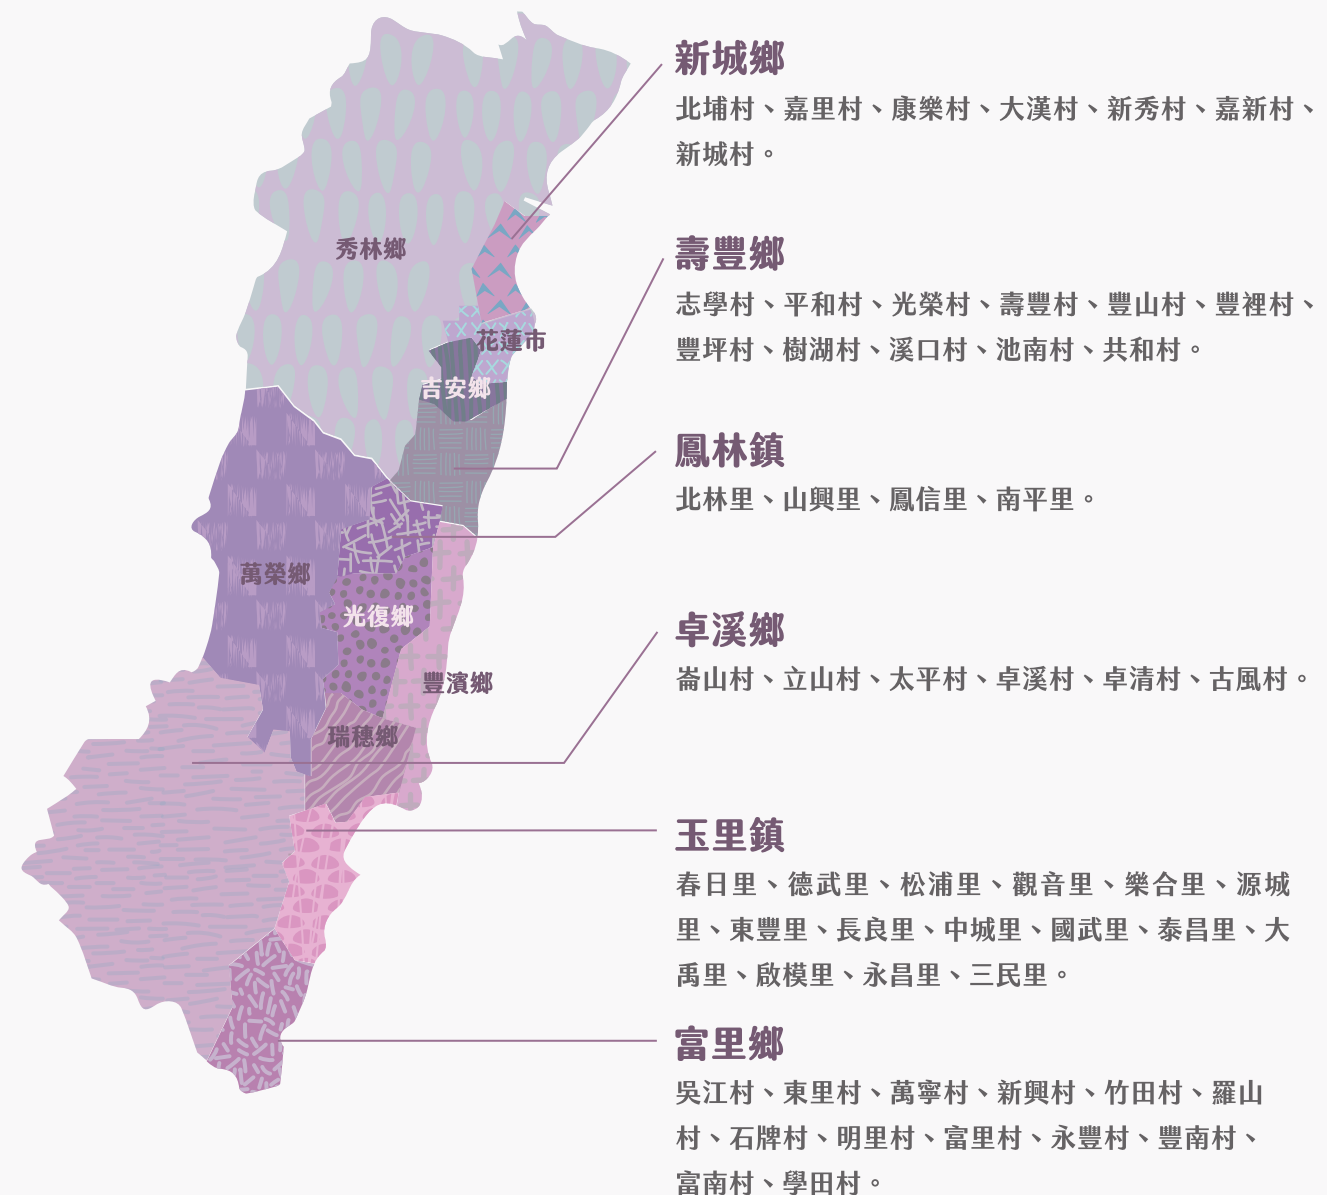 新城鄉
北埔村、嘉里村、康樂村、大漢村、新秀村、嘉新村、
新城村。
秀林鄉
壽豐鄉
志學村、平和村、光榮村、壽豐村、豐山村、豐裡村、
豐坪村、樹湖村、溪口村、池南村、共和村。
花蓮市
吉安鄉
鳳林鎮
北林里、山興里、鳳信里、南平里。
萬榮鄉
光復鄉
卓溪鄉
崙山村、立山村、太平村、卓溪村、卓清村、古風村。
豐濱鄉
瑞穗鄉
玉里鎮
春日里、德武里、松浦里、觀音里、樂合里、源城
里、東豐里、長良里、中城里、國武里、泰昌里、大
禹里、啟模里、永昌里、三民里。
富里鄉
吳江村、東里村、萬寧村、新興村、竹田村、羅山
村、石牌村、明里村、富里村、永豐村、豐南村、
富南村、學田村。